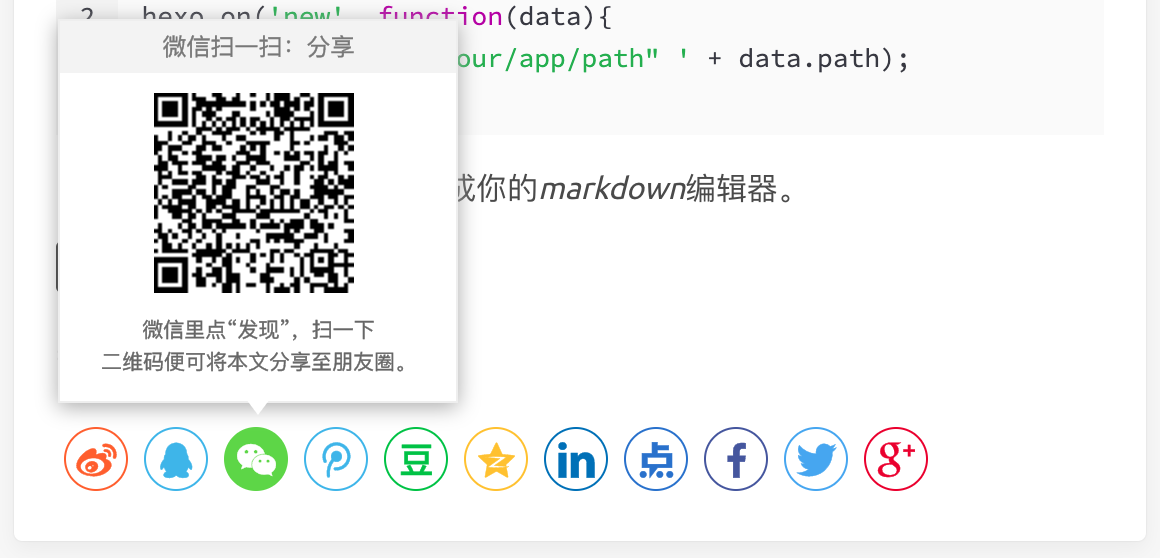 2 hexo.on('new', function(data){
our/app/path" ' + data.path);
成你的markdown编辑器。
微信扫一扫：分享
微信里点“发现”，扫一下
二维码便可将本文分享至朋友圈。
豆 in 点 f g+